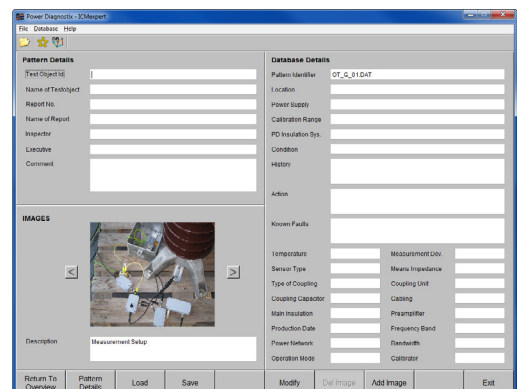 Power Diagnostix - ICMexpert
File Database Help
Pattern Details
Test Object Id.
Name of Testobject
Report No.
Name of Report
Inspector
Executive
Comment
IMAGES
<
>
Description Measurement Setup
Database Details
Pattern Identifier OT_G_01.DAT
Location
Power Supply
Calibration Range
PD Insulation Sys.
Condition
History
Action
Known Faults
Temperature Measurement Dev.
Sensor Type Means Impedance
Type of Coupling Coupling Unit
Coupling Capacitor Cabling
Main Insulation Preamplifier
Production Date Frequency Band
Power Network Bandwidth
Operation Mode Calibrator
Return To Overview Pattern Details Load Save Modify Del Image Add Image Exit